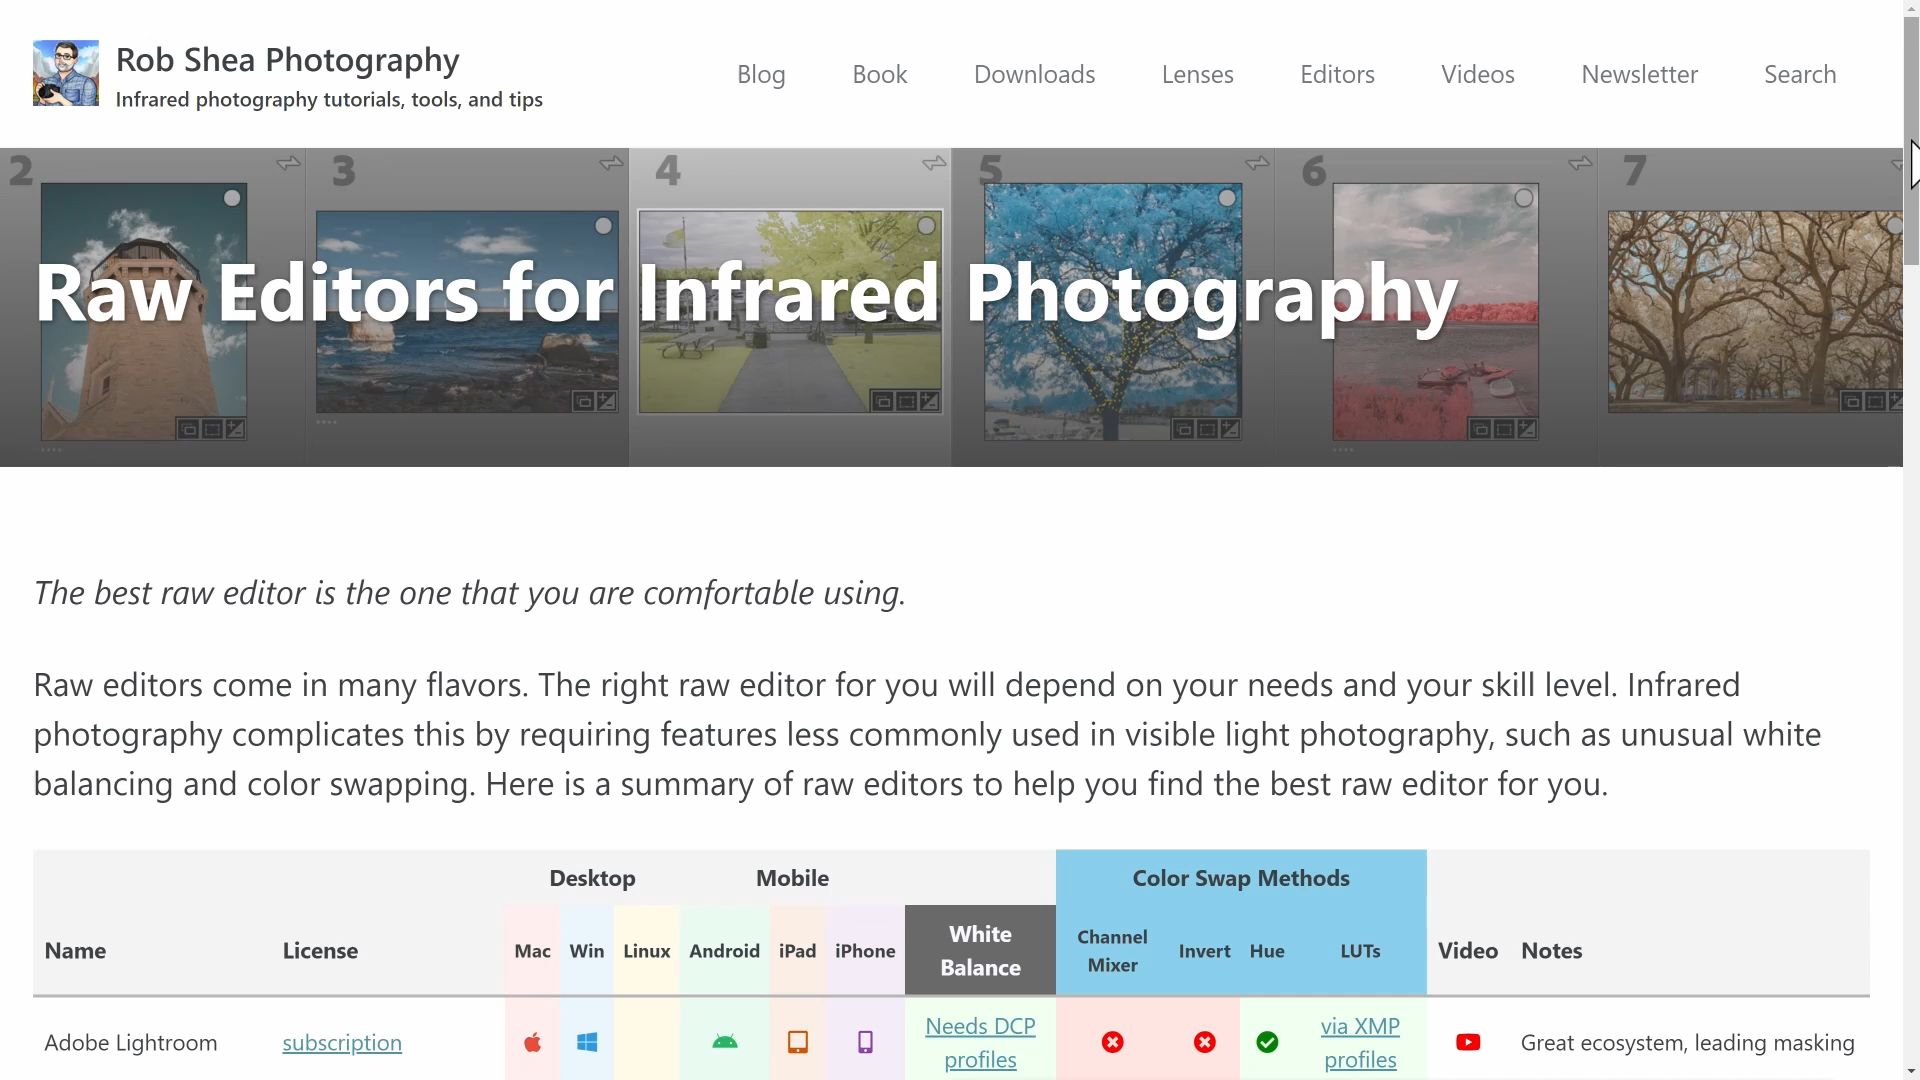 Rob Shea Photography
Infrared photography tutorials, tools, and tips
Blog
Book
Downloads
Lenses
Editors
Videos
Newsletter
Search
2
3
4
5
6
7
Raw Editors for Infrared Photography
The best raw editor is the one that you are comfortable using.
Raw editors come in many flavors. The right raw editor for you will depend on your needs and your skill level. Infrared
photography complicates this by requiring features less commonly used in visible light photography, such as unusual white
balancing and color swapping. Here is a summary of raw editors to help you find the best raw editor for you.
Desktop
Mobile
Color Swap Methods
Name
License
Mac
Win
Linux
Android
iPad
iPhone
White
Balance
Channel
Mixer
Invert
Hue
LUTs
Video
Notes
Adobe Lightroom
subscription
Needs DCP
profiles
via XMP
profiles
Great ecosystem, leading masking